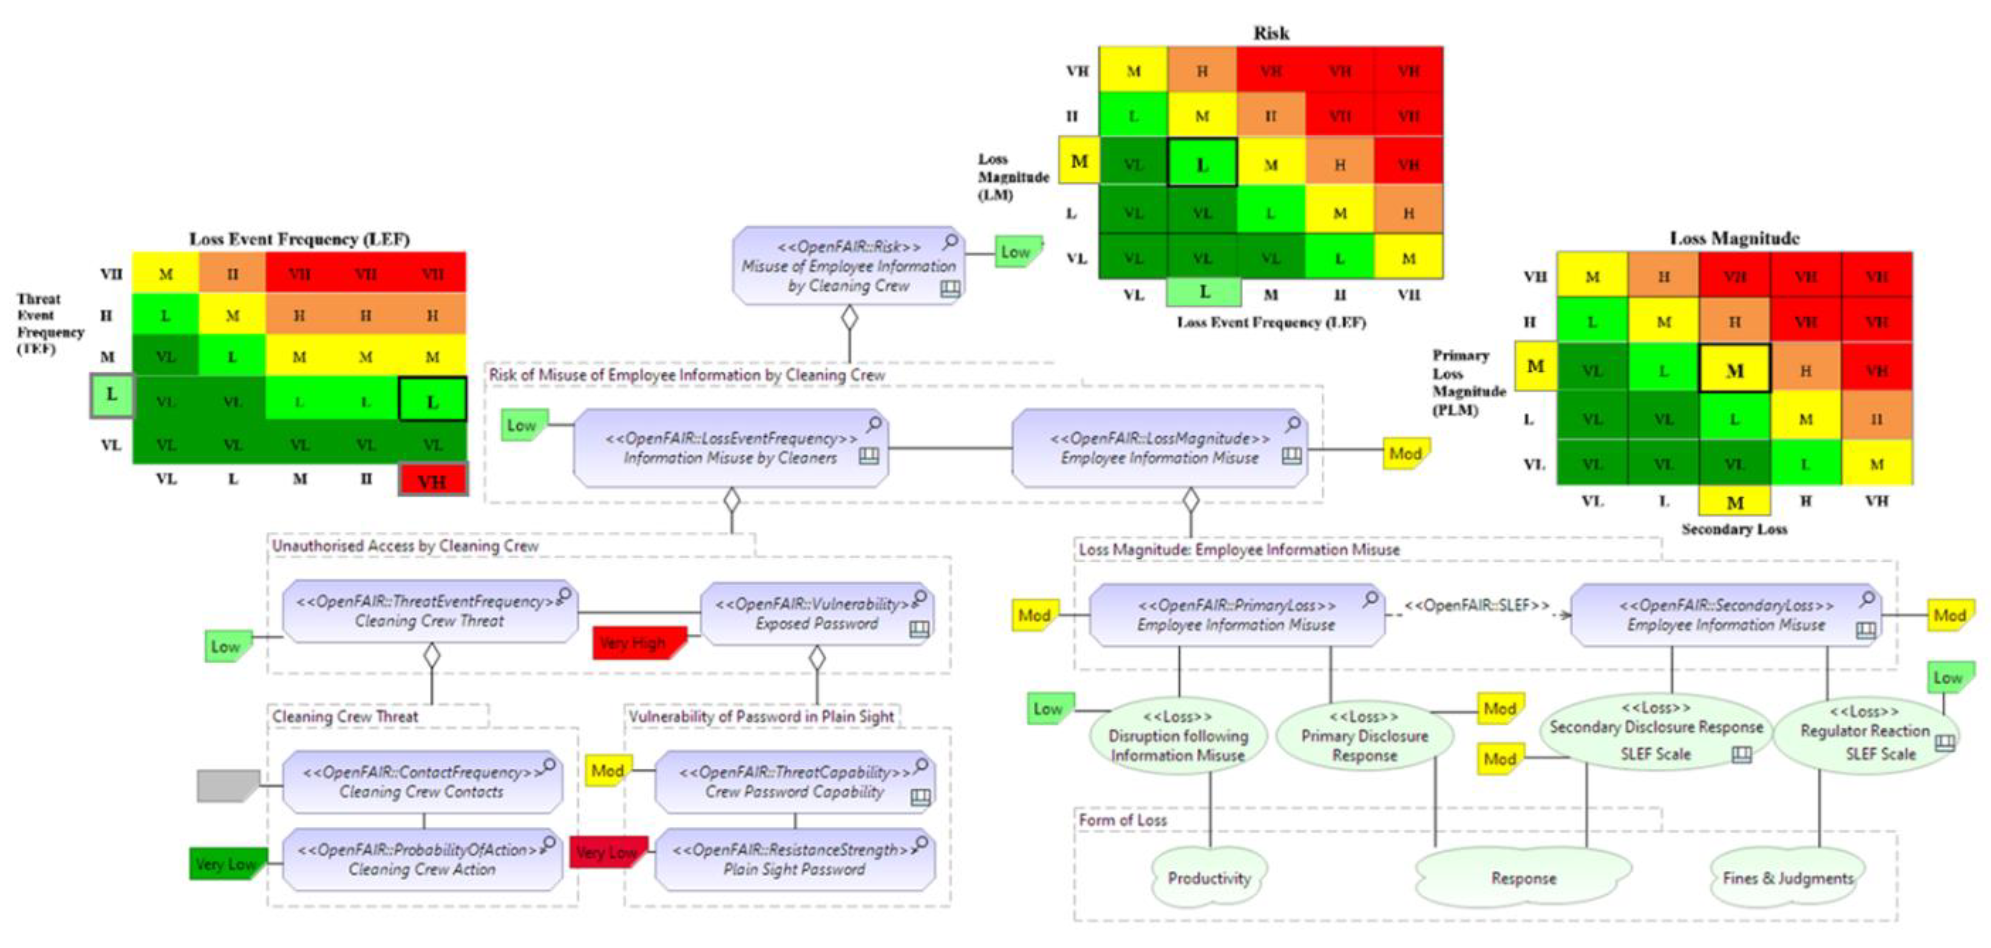 Risk
VH M H VH VH VH
H L M H VH VH
Loss
Magnitude
(LM)
M VL L M H VH
L VL VL L M H
VL VL VL VL L M
VL L M H VH
Loss Event Frequency (LEF)
Loss Event Frequency (LEF)
VH M H VH VH VH
Threat
Event
Frequency
(TEF)
H L M H H H
M VL L M M M
L VL VL L L L
VL VL VL VL VL VL
VL L M H VH
Loss Magnitude
VH M H VH VH VH
H L M H VH VH
Primary
Loss
Magnitude
(PLM)
M VL L M H VH
L VL VL L M H
VL VL VL VL L M
VL L M H VH
Secondary Loss
<<OpenFAIR::Risk>>
Misuse of Employee Information
by Cleaning Crew
Low
Risk of Misuse of Employee Information by Cleaning Crew
Low
<<OpenFAIR::LossEventFrequency>>
Information Misuse by Cleaners
<<OpenFAIR::LossMagnitude>>
Employee Information Misuse
Mod
Unauthorised Access by Cleaning Crew
<<OpenFAIR::ThreatEventFrequency>>
Cleaning Crew Threat
Low
<<OpenFAIR::Vulnerability>>
Exposed Password
Very High
Cleaning Crew Threat
<<OpenFAIR::ContactFrequency>>
Cleaning Crew Contacts
<<OpenFAIR::ProbabilityOfAction>>
Cleaning Crew Action
Very Low
Vulnerability of Password in Plain Sight
Mod
<<OpenFAIR::ThreatCapability>>
Crew Password Capability
Very Low
<<OpenFAIR::ResistanceStrength>>
Plain Sight Password
Loss Magnitude: Employee Information Misuse
Mod
<<OpenFAIR::PrimaryLoss>>
Employee Information Misuse
<<OpenFAIR::SLEF>>
<<OpenFAIR::SecondaryLoss>>
Employee Information Misuse
Mod
Low
<<Loss>>
Disruption following
Information Misuse
<<Loss>>
Primary Disclosure
Response
Mod
Mod
<<Loss>>
Secondary Disclosure Response
SLEF Scale
<<Loss>>
Regulator Reaction
SLEF Scale
Low
Form of Loss
Productivity
Response
Fines & Judgments